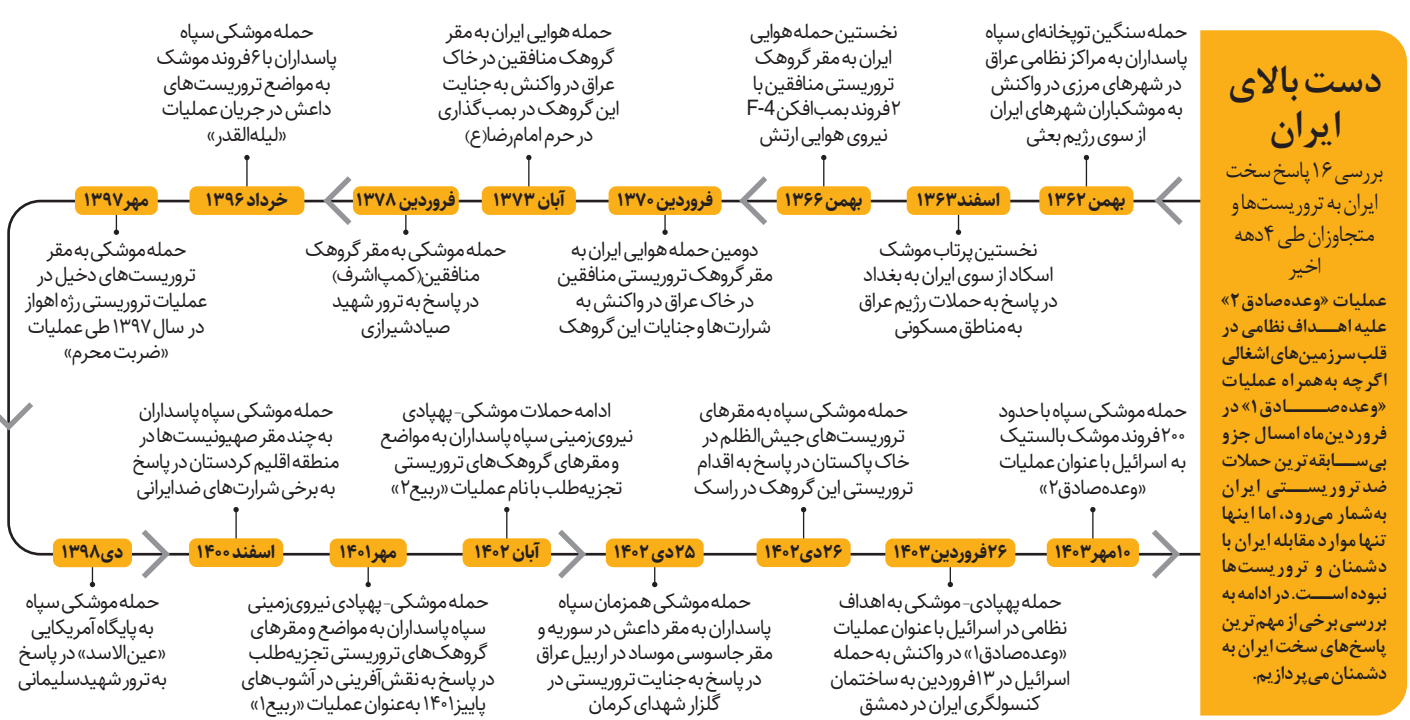 دست بالای
ایران
بررسی ۱۶ پاسخ سخت
ایران به تروریست‌ها و
متجاوزان طی ۴ دهه
اخیر
عملیات «وعده صادق ۲»
علیه اهداف نظامی در
قلب سرزمین‌های اشغالی
اگرچه به‌همراه عملیات
«وعده صادق ۱» در
فروردین‌ماه امسال جزو
بی‌سابقه‌ترین حملات
ضدتروریستی ایران
به‌شمار می‌رود، اما اینها
تنها موارد مقابله ایران با
دشمنان و تروریست‌ها
نبوده است. در ادامه به
بررسی برخی از مهم‌ترین
پاسخ‌های سخت ایران به
دشمنان می‌پردازیم.
حمله سنگین توپخانه‌ای سپاه
پاسداران به مراکز نظامی عراق
در شهرهای مرزی در واکنش
به موشکباران شهرهای ایران
از سوی رژیم بعثی
بهمن ۱۳۶۲
اسفند ۱۳۶۳
نخستین پرتاب موشک
اسکاد از سوی ایران به بغداد
در پاسخ به حملات رژیم عراق
به مناطق مسکونی
نخستین حمله هوایی
ایران به مقر گروهک
تروریستی منافقین با
۲ فروند بمب‌افکن F-4
نیروی هوایی ارتش
بهمن ۱۳۶۶
فروردین ۱۳۷۰
دومین حمله هوایی ایران به
مقر گروهک تروریستی منافقین
در خاک عراق در واکنش به
شرارت‌ها و جنایات این گروهک
حمله هوایی ایران به مقر
گروهک منافقین در خاک
عراق در واکنش به جنایت
این گروهک در بمب‌گذاری
در حرم امام رضا(ع)
آبان ۱۳۷۳
فروردین ۱۳۷۸
حمله موشکی به مقر گروهک
منافقین (کمپ اشرف)
در پاسخ به ترور شهید
صیادشیرازی
حمله موشکی سپاه
پاسداران با ۶ فروند موشک
به مواضع تروریست‌های
داعش در جریان عملیات
«لیله‌القدر»
خرداد ۱۳۹۶
مهر ۱۳۹۷
حمله موشکی به مقر
تروریست‌های دخیل در
عملیات تروریستی رژه اهواز
در سال ۱۳۹۷ طی عملیات
«ضربت محرم»
دی ۱۳۹۸
حمله موشکی سپاه
به پایگاه آمریکایی
«عین‌الاسد» در پاسخ
به ترور شهید سلیمانی
حمله موشکی سپاه پاسداران
به چند مقر صهیونیست‌ها در
منطقه اقلیم کردستان در پاسخ
به برخی شرارت‌های ضدایرانی
اسفند ۱۴۰۰
مهر ۱۴۰۱
حمله موشکی- پهپادی نیروی زمینی
سپاه پاسداران به مواضع و مقرهای
گروهک‌های تروریستی تجزیه‌طلب
در پاسخ به نقش‌آفرینی در آشوب‌های
پاییز ۱۴۰۱ به‌عنوان عملیات «ربیع۱»
ادامه حملات موشکی- پهپادی
نیروی زمینی سپاه پاسداران به مواضع
و مقرهای گروهک‌های تروریستی
تجزیه‌طلب با نام عملیات «ربیع۲»
آبان ۱۴۰۲
۲۵ دی ۱۴۰۲
حمله موشکی همزمان سپاه
پاسداران به مقر داعش در سوریه و
مقر جاسوسی موساد در اربیل عراق
در پاسخ به جنایت تروریستی در
گلزار شهدای کرمان
حمله موشکی سپاه به مقرهای
تروریست‌های جیش‌الظلم در
خاک پاکستان در پاسخ به اقدام
تروریستی این گروهک در راسک
۲۶ دی ۱۴۰۲
۲۶ فروردین ۱۴۰۳
حمله پهپادی- موشکی به اهداف
نظامی در اسرائیل با عنوان عملیات
«وعده صادق۱» در واکنش به حمله
اسرائیل در ۱۳ فروردین به ساختمان
کنسولگری ایران در دمشق
حمله موشکی سپاه با حدود
۲۰۰ فروند موشک بالستیک
به اسرائیل با عنوان عملیات
«وعده صادق۲»
۱۰ مهر ۱۴۰۳